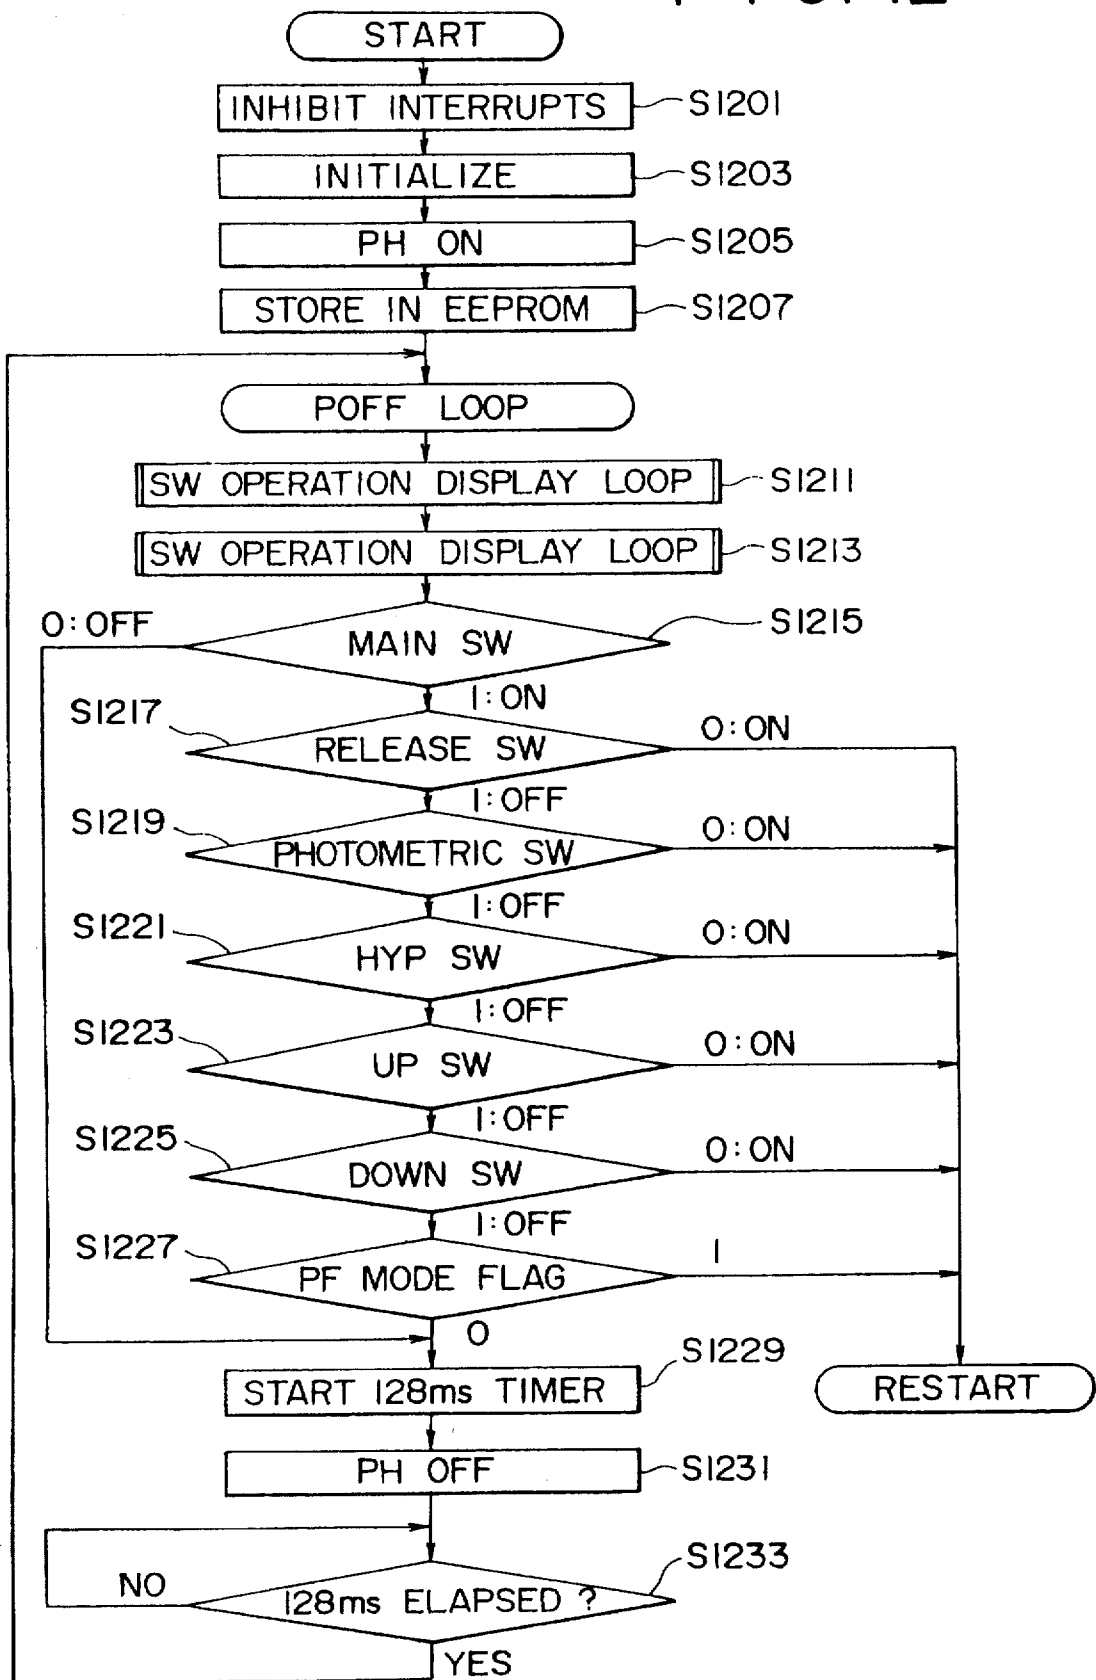 START
INHIBIT INTERRUPTS S1201
INITIALIZE S1203
PH ON S1205
STORE IN EEPROM S1207
POFF LOOP
SW OPERATION DISPLAY LOOP S1211
SW OPERATION DISPLAY LOOP S1213
0:OFF MAIN SW S1215
1:ON
S1217 RELEASE SW 0:ON
1:OFF
S1219 PHOTOMETRIC SW 0:ON
1:OFF
S1221 HYP SW 0:ON
1:OFF
S1223 UP SW 0:ON
1:OFF
S1225 DOWN SW 0:ON
1:OFF
S1227 PF MODE FLAG 1
0
START 128ms TIMER S1229
RESTART
PH OFF S1231
NO 128ms ELAPSED ? S1233
YES